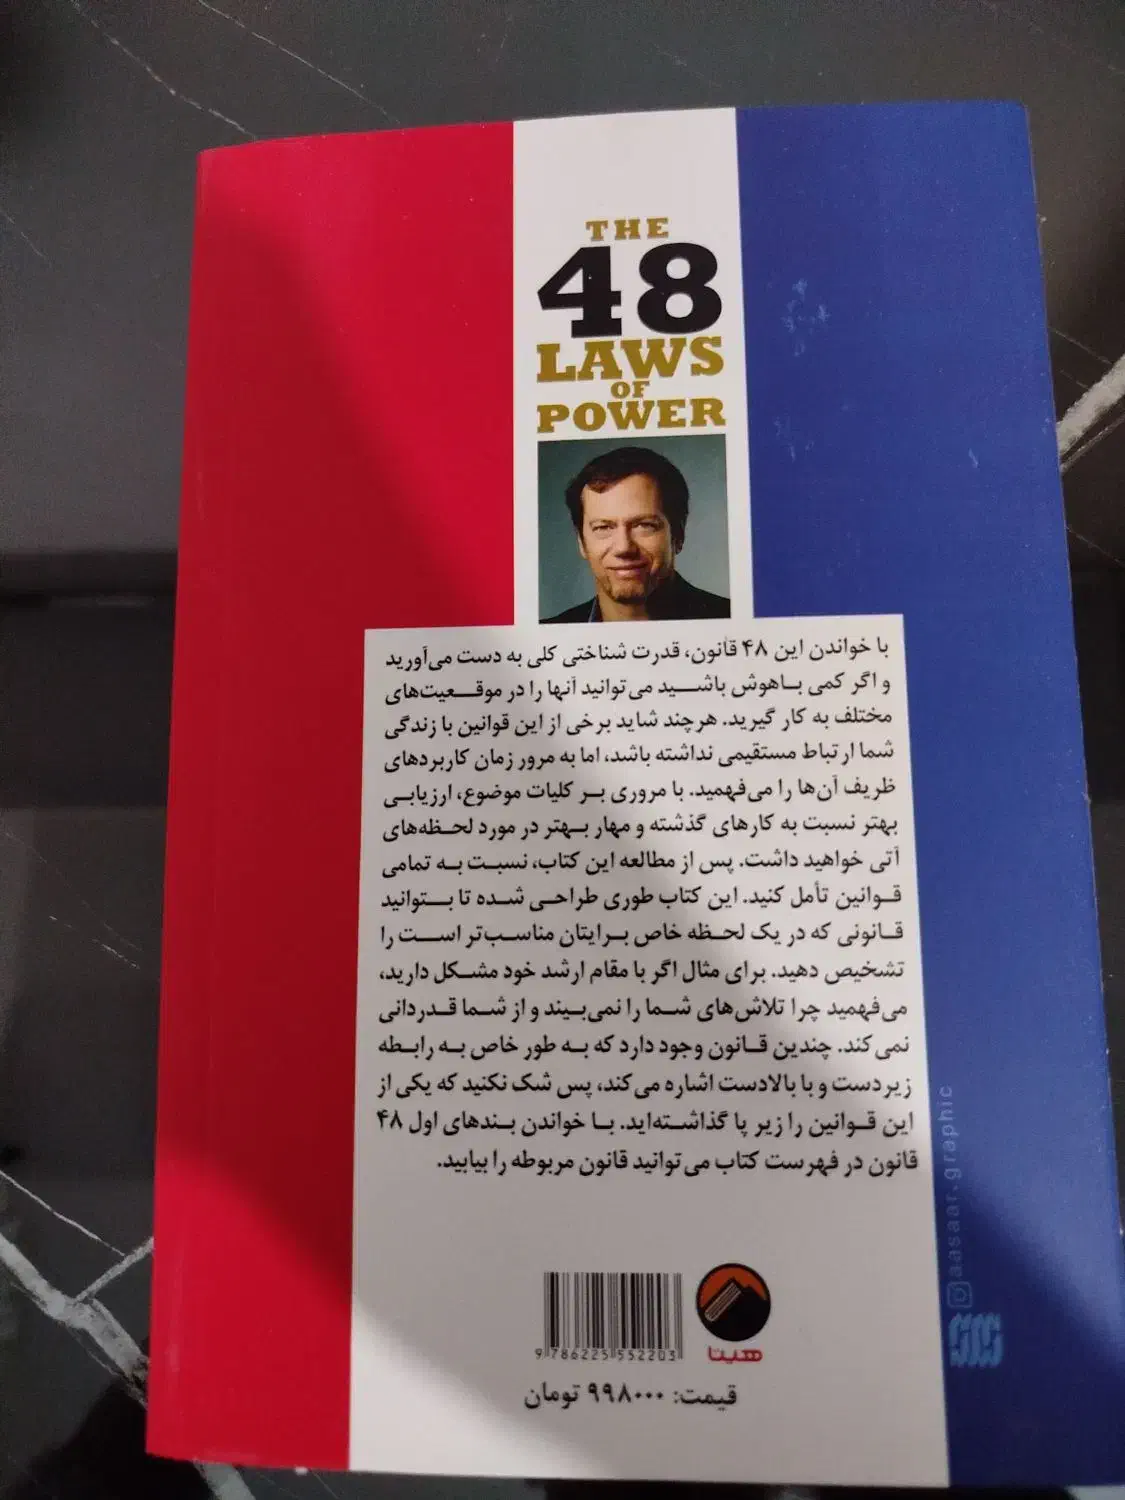 THE
48
LAWS
OF
POWER
با خواندن این ۴۸ قانون، قدرت شناختی کلی به دست می‌آورید
و اگر کمی باهوش باشید می‌توانید آنها را در موقعیت‌های
مختلف به کار گیرید. هرچند شاید برخی از این قوانین با زندگی
شما ارتباط مستقیمی نداشته باشد، اما به مرور زمان کاربردهای
ظریف آن‌ها را می‌فهمید. با مروری بر کلیات موضوع، ارزیابی
بهتر نسبت به کارهای گذشته و مهار بهتر در مورد لحظه‌های
آتی خواهید داشت. پس از مطالعه این کتاب، نسبت به تمامی
قوانین تأمل کنید. این کتاب طوری طراحی شده تا بتوانید
قانونی که در یک لحظه خاص برایتان مناسب‌تر است را
تشخیص دهید. برای مثال اگر با مقام ارشد خود مشکل دارید،
می‌فهمید چرا تلاش‌های شما را نمی‌بیند و از شما قدردانی
نمی‌کند. چندین قانون وجود دارد که به طور خاص به رابطه
زیردست و با بالادست اشاره می‌کند، پس شک نکنید که یکی از
این قوانین را زیر پا گذاشته‌اید. با خواندن بندهای اول ۴۸
قانون در فهرست کتاب می‌توانید قانون مربوطه را بیابید.
aasaar.graphic
هیتا
9 786225 552203
قیمت: ۹۹۸۰۰۰ تومان